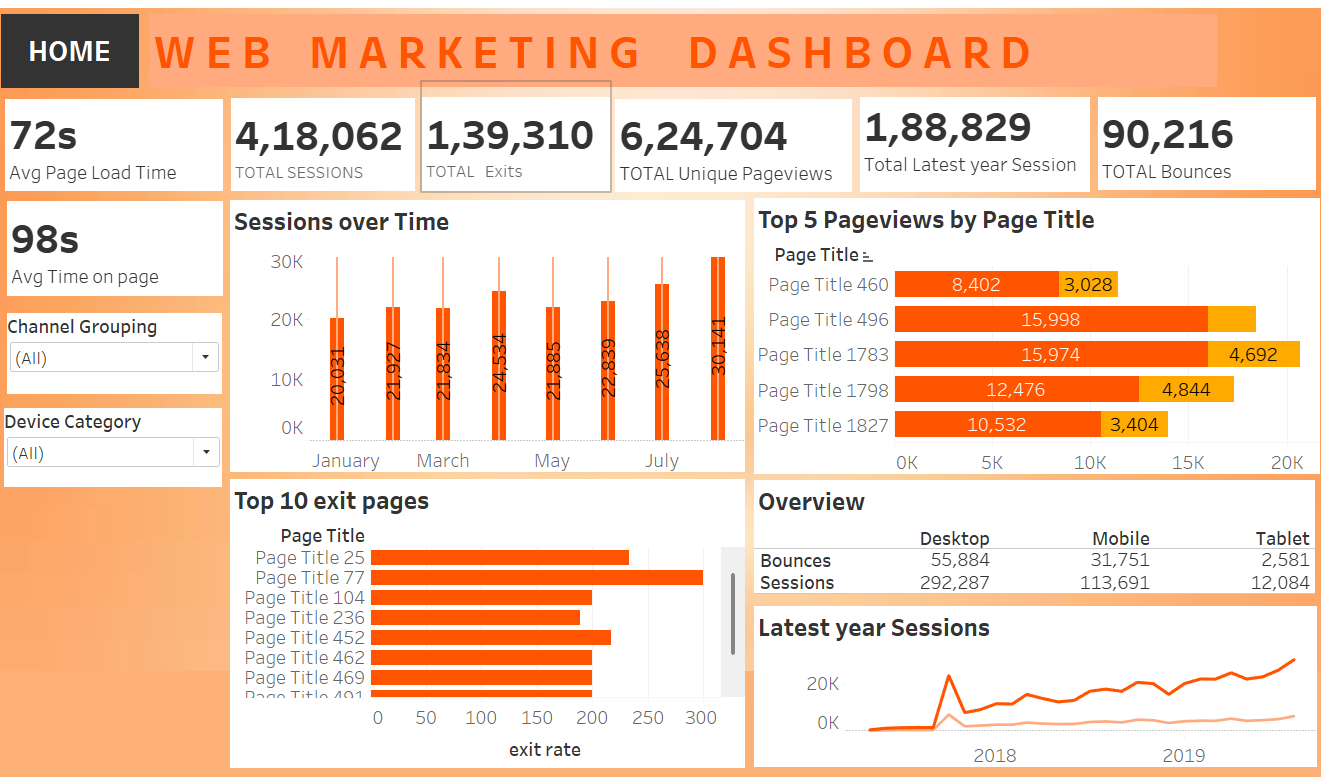 HOME
WEB MARKETING DASHBOARD
72s
Avg Page Load Time
4,18,062
TOTAL SESSIONS
1,39,310
TOTAL Exits
6,24,704
TOTAL Unique Pageviews
1,88,829
Total Latest year Session
90,216
TOTAL Bounces
98s
Avg Time on page
Channel Grouping
(All)
Device Category
(All)
Sessions over Time
30K
20K
10K
0K
20,031
21,927
21,834
24,534
21,885
22,839
25,638
30,141
January March May July
Top 5 Pageviews by Page Title
Page Title
Page Title 460 8,402 3,028
Page Title 496 15,998
Page Title 1783 15,974 4,692
Page Title 1798 12,476 4,844
Page Title 1827 10,532 3,404
0K 5K 10K 15K 20K
Top 10 exit pages
Page Title
Page Title 25
Page Title 77
Page Title 104
Page Title 236
Page Title 452
Page Title 462
Page Title 469
Page Title 491
0 50 100 150 200 250 300
exit rate
Overview
Desktop Mobile Tablet
Bounces 55,884 31,751 2,581
Sessions 292,287 113,691 12,084
Latest year Sessions
20K
0K
2018 2019